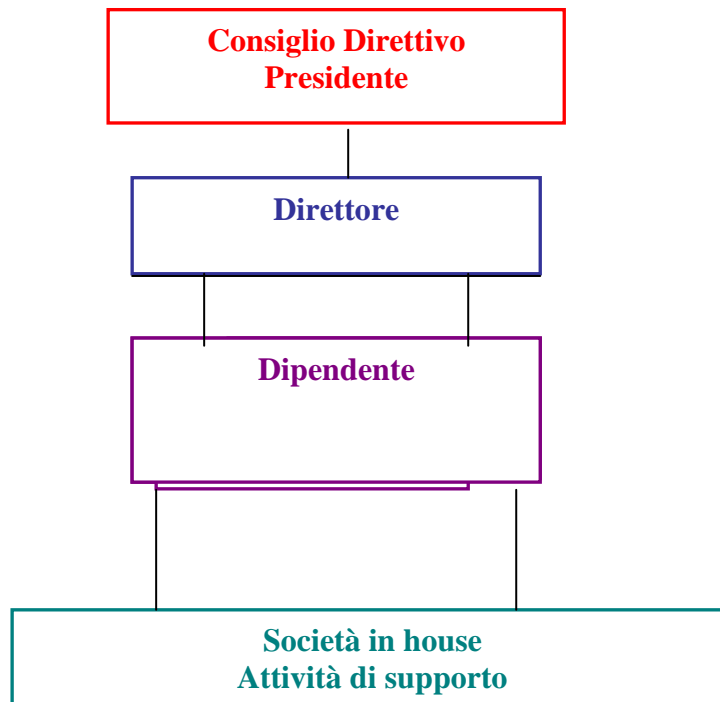 Consiglio Direttivo
Presidente
Direttore
Dipendente
Società in house
Attività di supporto